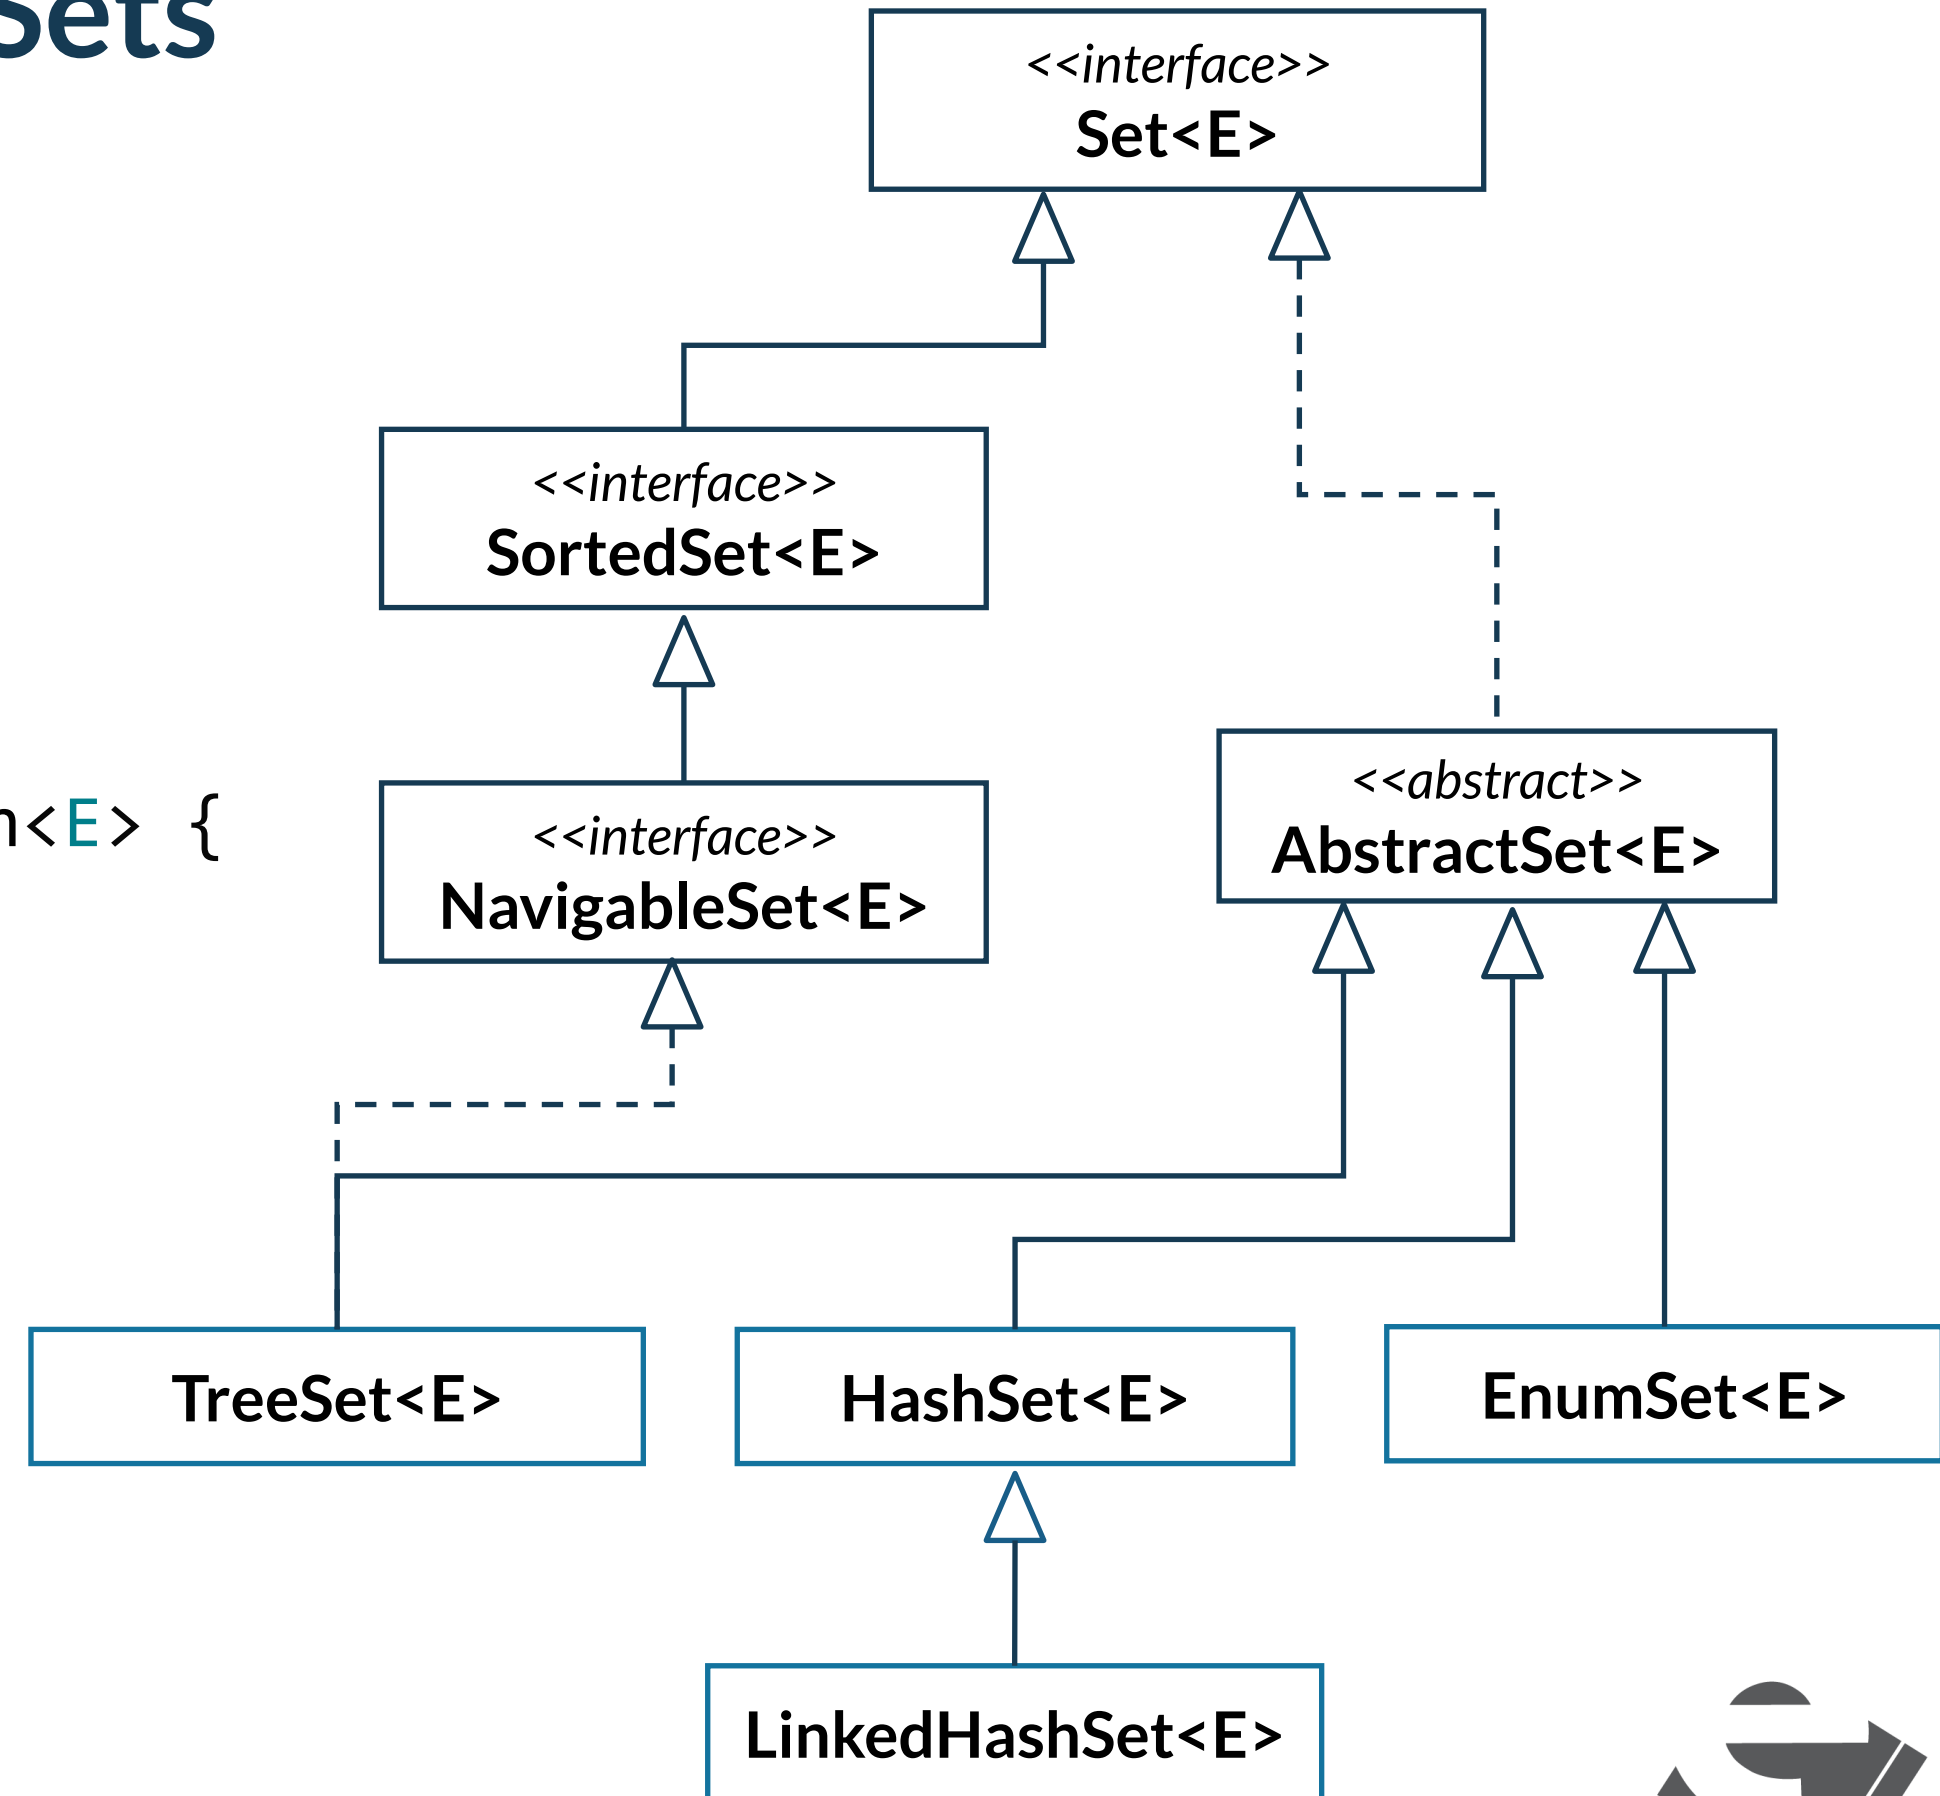 Sets
<<interface>>
Set<E>
<<interface>>
SortedSet<E>
<<interface>>
NavigableSet<E>
<<abstract>>
AbstractSet<E>
n<E> {
TreeSet<E>
HashSet<E>
EnumSet<E>
LinkedHashSet<E>